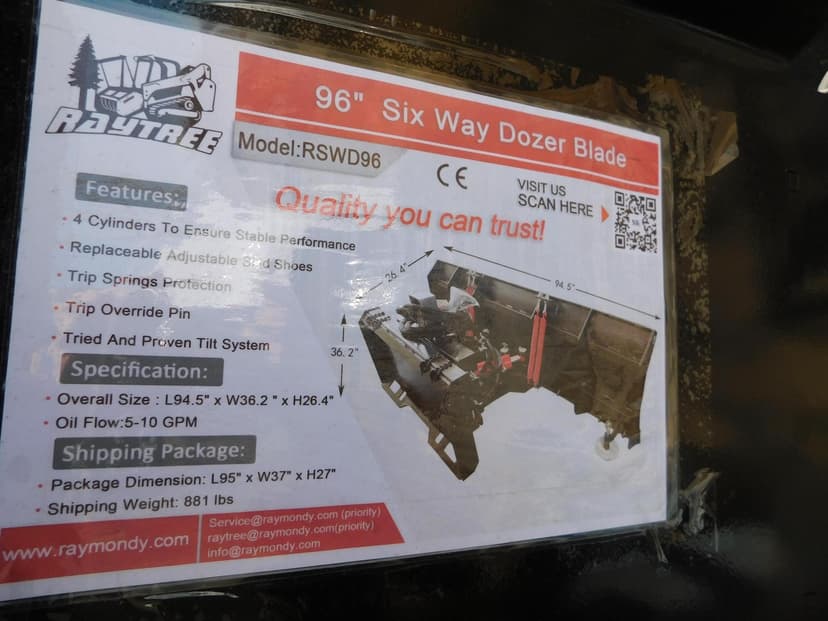 RAYTREE
96" Six Way Dozer Blade
Model:RSWD96
CE
VISIT US
SCAN HERE
Quality you can trust!
Features:
• 4 Cylinders To Ensure Stable Performance
• Replaceable Adjustable Skid Shoes
• Trip Springs Protection
• Trip Override Pin
• Tried And Proven Tilt System
26.4"
94.5"
36.2"
Specification:
• Overall Size : L94.5" x W36.2 " x H26.4"
• Oil Flow:5-10 GPM
Shipping Package:
• Package Dimension: L95" x W37" x H27"
• Shipping Weight: 881 lbs
www.raymondy.com
Service@raymondy.com (priority)
raytree@raymondy.com(priority)
info@raymondy.com